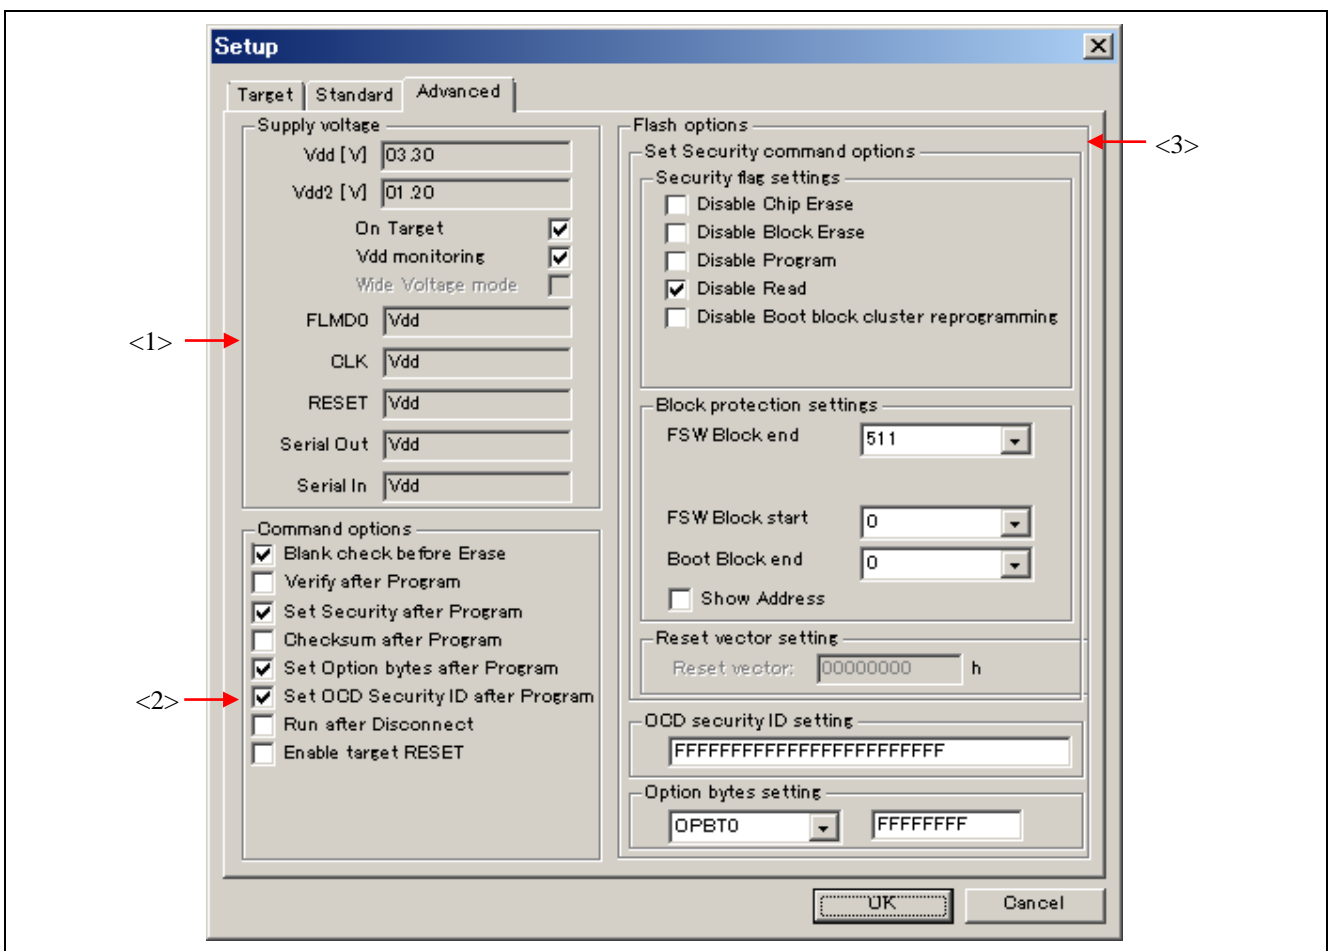 Setup
Target Standard Advanced
Supply voltage
Vdd [V] 03.30
Vdd2 [V] 01.20
On Target
Vdd monitoring
Wide Voltage mode
FLMD0 Vdd
CLK Vdd
RESET Vdd
Serial Out Vdd
Serial In Vdd
<1>
Command options
Blank check before Erase
Verify after Program
Set Security after Program
Checksum after Program
Set Option bytes after Program
Set OCD Security ID after Program
Run after Disconnect
Enable target RESET
<2>
Flash options
<3>
Set Security command options
Security flag settings
Disable Chip Erase
Disable Block Erase
Disable Program
Disable Read
Disable Boot block cluster reprogramming
Block protection settings
FSW Block end 511
FSW Block start 0
Boot Block end 0
Show Address
Reset vector setting
Reset vector: 00000000 h
OCD security ID setting
FFFFFFFFFFFFFFFFFFFFFFFF
Option bytes setting
OPBT0 FFFFFFFF
OK Cancel